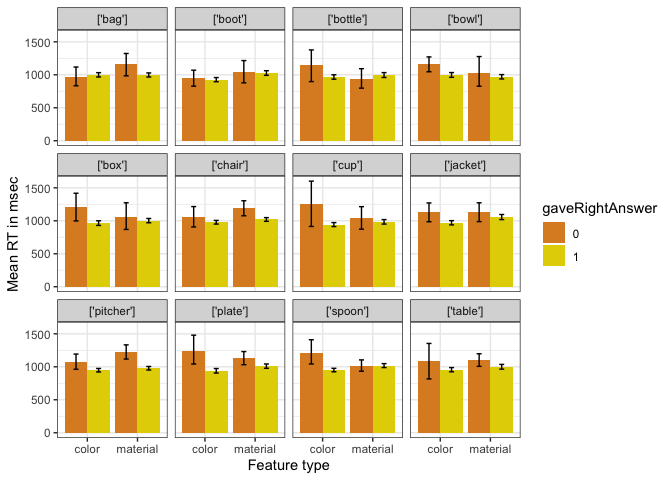 ['bag'] ['boot'] ['bottle'] ['bowl']
1500
1000
500
0
['box'] ['chair'] ['cup'] ['jacket']
1500
1000
500
0
['pitcher'] ['plate'] ['spoon'] ['table']
1500
1000
500
0
color material color material color material color material
Feature type
Mean RT in msec
gaveRightAnswer
0
1